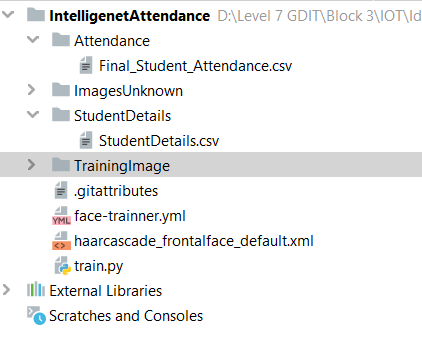 IntelligenetAttendance D:\Level 7 GDIT\Block 3\IOT\Id
Attendance
Final_Student_Attendance.csv
ImagesUnknown
StudentDetails
StudentDetails.csv
TrainingImage
.gitattributes
YML face-trainner.yml
haarcascade_frontalface_default.xml
train.py
External Libraries
Scratches and Consoles